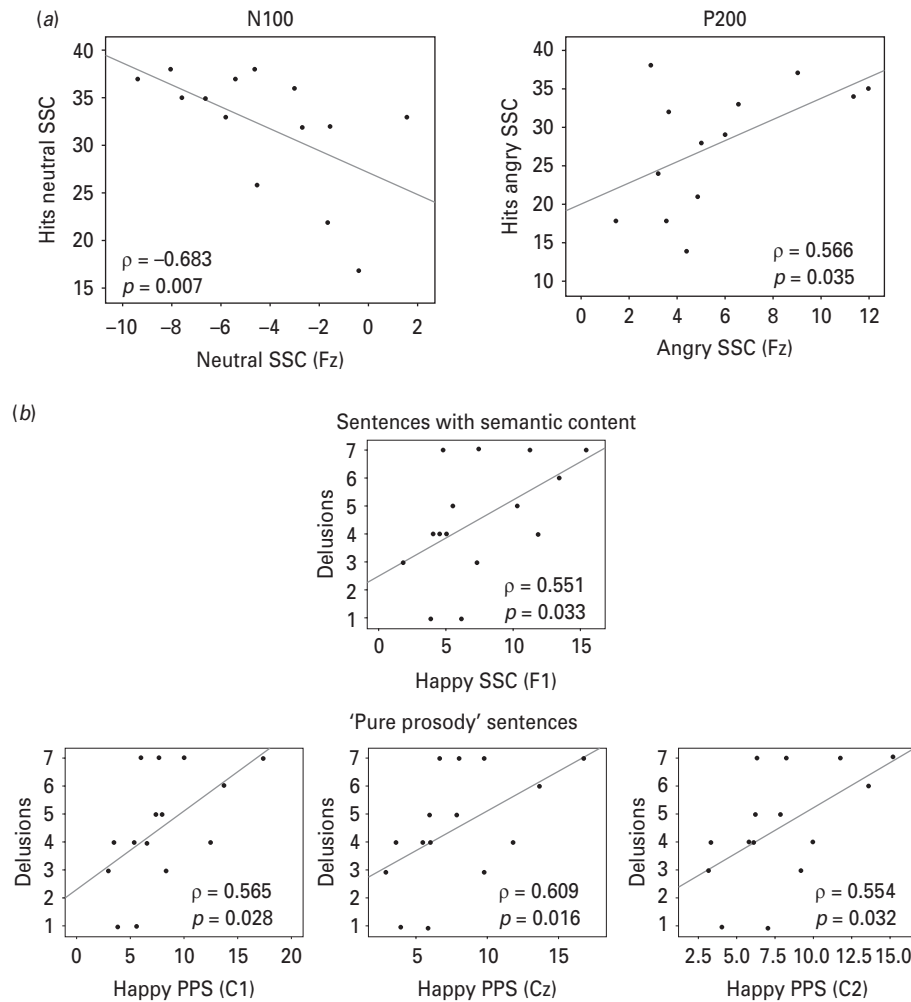 (a)
N100
Hits neutral SSC
40
35
30
25
20
15
ρ = –0.683
p = 0.007
–10 –8 –6 –4 –2 0 2
Neutral SSC (Fz)
P200
Hits angry SSC
40
35
30
25
20
15
10
ρ = 0.566
p = 0.035
0 2 4 6 8 10 12
Angry SSC (Fz)
(b)
Sentences with semantic content
Delusions
7
6
5
4
3
2
1
ρ = 0.551
p = 0.033
0 5 10 15
Happy SSC (F1)
'Pure prosody' sentences
Delusions
7
6
5
4
3
2
1
ρ = 0.565
p = 0.028
0 5 10 15 20
Happy PPS (C1)
Delusions
7
6
5
4
3
2
1
ρ = 0.609
p = 0.016
0 5 10 15
Happy PPS (Cz)
Delusions
7
6
5
4
3
2
1
ρ = 0.554
p = 0.032
2.5 5.0 7.5 10.0 12.5 15.0
Happy PPS (C2)